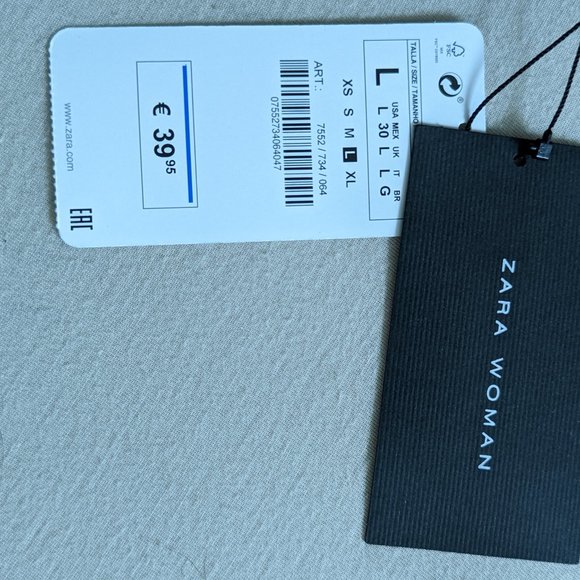 FSC
TALLA / SIZE / TAMANHO
L
USA MEX UK IT BR
L 30 L L G
XS S M L XL
ART.: 7552 / 734 / 064
07552734064047
€ 39 95
www.zara.com
EAC
ZARA WOMAN